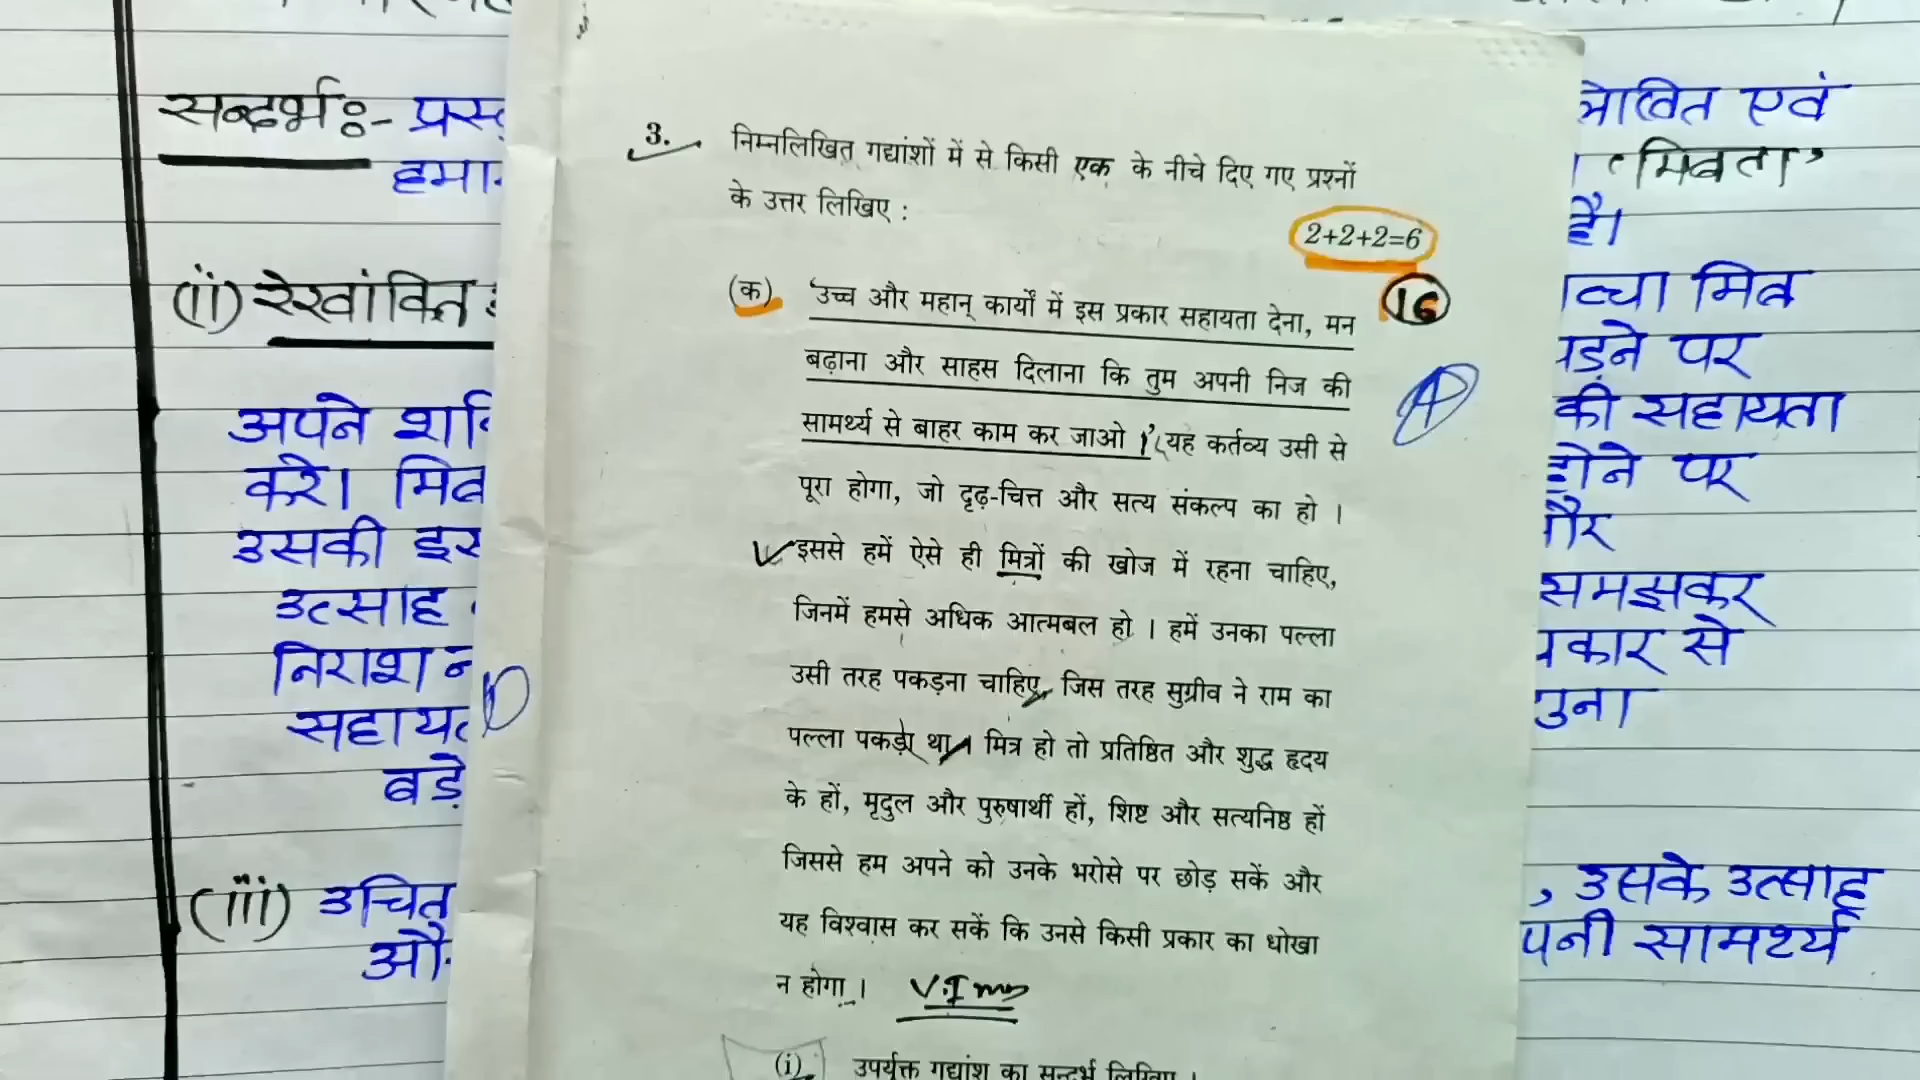 सन्दर्भ :- प्रस्
हमा
(ii) रेखांकित
अपने
करे। मित्र
उसकी इस
उत्साह
निराश न
सहाय
बड़े
(iii) उचित
औ
3. निम्नलिखित गद्यांशों में से किसी एक के नीचे दिए गए प्रश्नों
के उत्तर लिखिए :
2+2+2=6
(क) 'उच्च और महान् कार्यों में इस प्रकार सहायता देना, मन
16
बढ़ाना और साहस दिलाना कि तुम अपनी निज की
A
सामर्थ्य से बाहर काम कर जाओ ।' यह कर्तव्य उसी से
पूरा होगा, जो दृढ़-चित्त और सत्य संकल्प का हो ।
इससे हमें ऐसे ही मित्रों की खोज में रहना चाहिए,
जिनमें हमसे अधिक आत्मबल हो । हमें उनका पल्ला
उसी तरह पकड़ना चाहिए, जिस तरह सुग्रीव ने राम का
पल्ला पकड़ा था । मित्र हो तो प्रतिष्ठित और शुद्ध हृदय
के हों, मृदुल और पुरुषार्थी हों, शिष्ट और सत्यनिष्ठ हों
जिससे हम अपने को उनके भरोसे पर छोड़ सकें और
यह विश्वास कर सकें कि उनसे किसी प्रकार का धोखा
न होगा । V.Imp
(i) उपर्युक्त गद्यांश का सन्दर्भ लिखिए ।
एवं
"मित्रता"
है।
मित्र
पड़ने पर
की सहायता
होने पर
और
समझकर
प्रकार से
गुना
, उसके उत्साह
सामर्थ्य